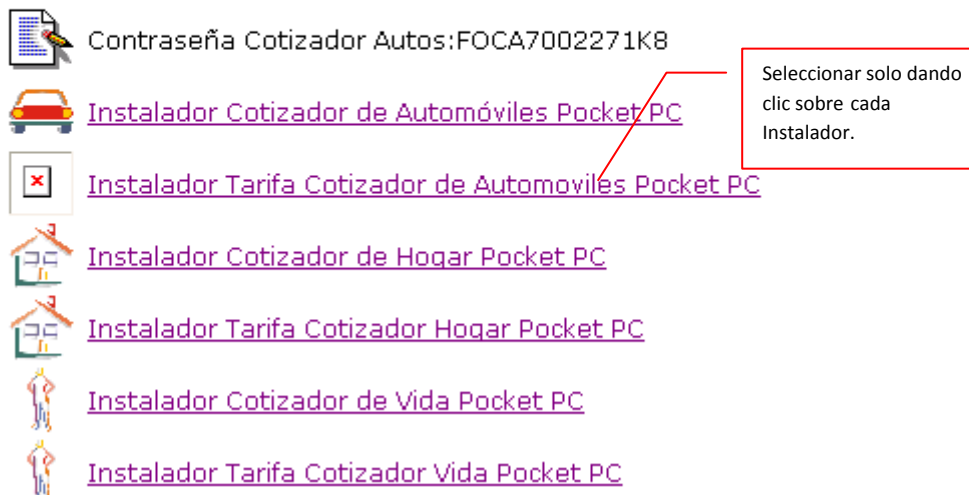 Contraseña Cotizador Autos:FOCA7002271K8
Seleccionar solo dando
clic sobre cada
Instalador.
Instalador Cotizador de Automóviles Pocket PC
Instalador Tarifa Cotizador de Automoviles Pocket PC
Instalador Cotizador de Hogar Pocket PC
Instalador Tarifa Cotizador Hogar Pocket PC
Instalador Cotizador de Vida Pocket PC
Instalador Tarifa Cotizador Vida Pocket PC